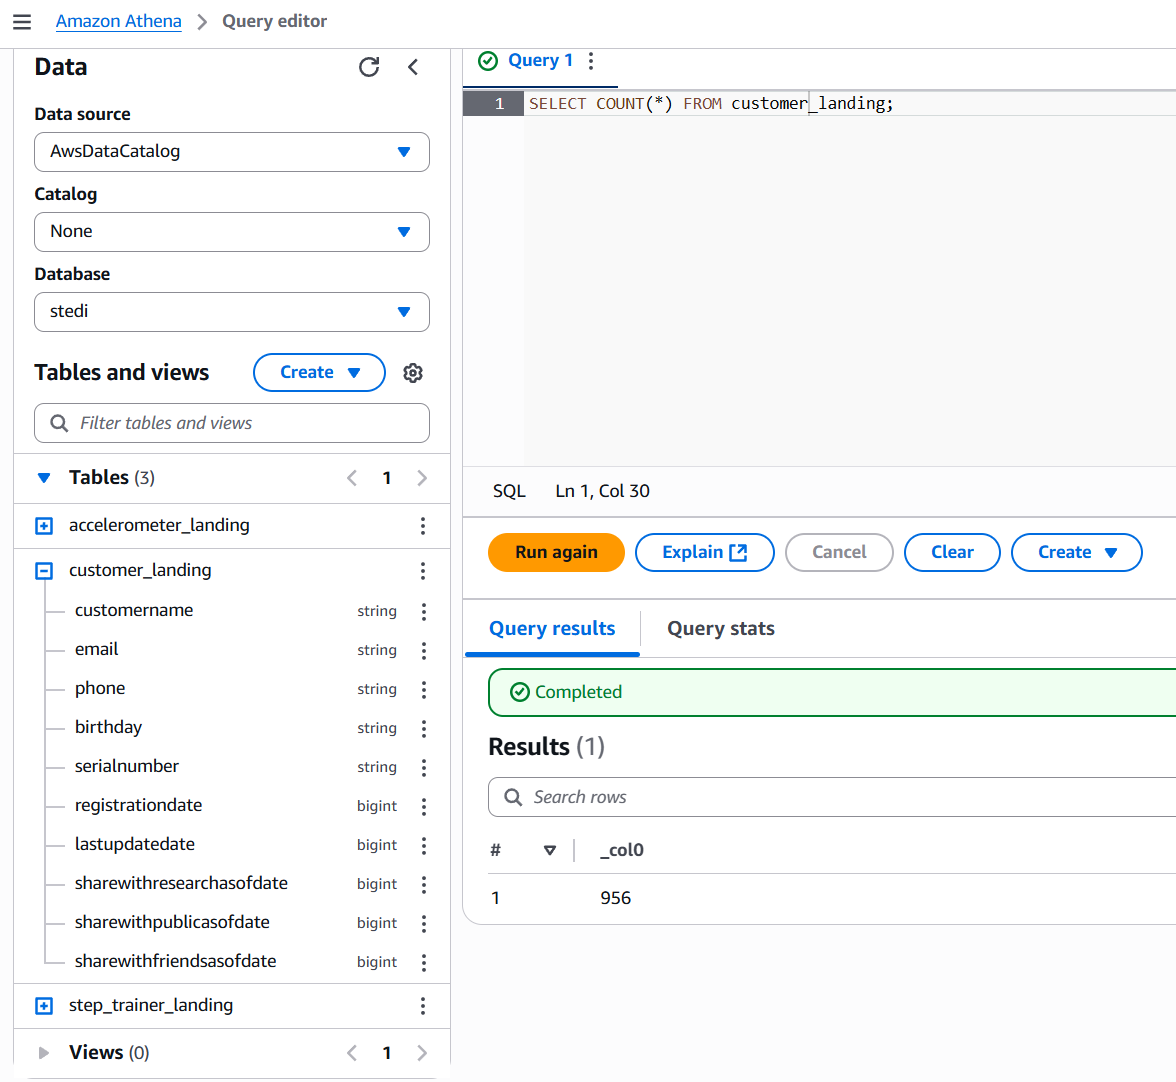 Amazon Athena > Query editor
Data
Data source
AwsDataCatalog
Catalog
None
Database
stedi
Tables and views
Create
Filter tables and views
Tables (3)
1
accelerometer_landing
customer_landing
customername string
email string
phone string
birthday string
serialnumber string
registrationdate bigint
lastupdatedate bigint
sharewithresearchasofdate bigint
sharewithpublicasofdate bigint
sharewithfriendsasofdate bigint
step_trainer_landing
Views (0)
1
Query 1
1 SELECT COUNT(*) FROM customer_landing;
SQL Ln 1, Col 30
Run again Explain Cancel Clear Create
Query results Query stats
Completed
Results (1)
Search rows
# _col0
1 956